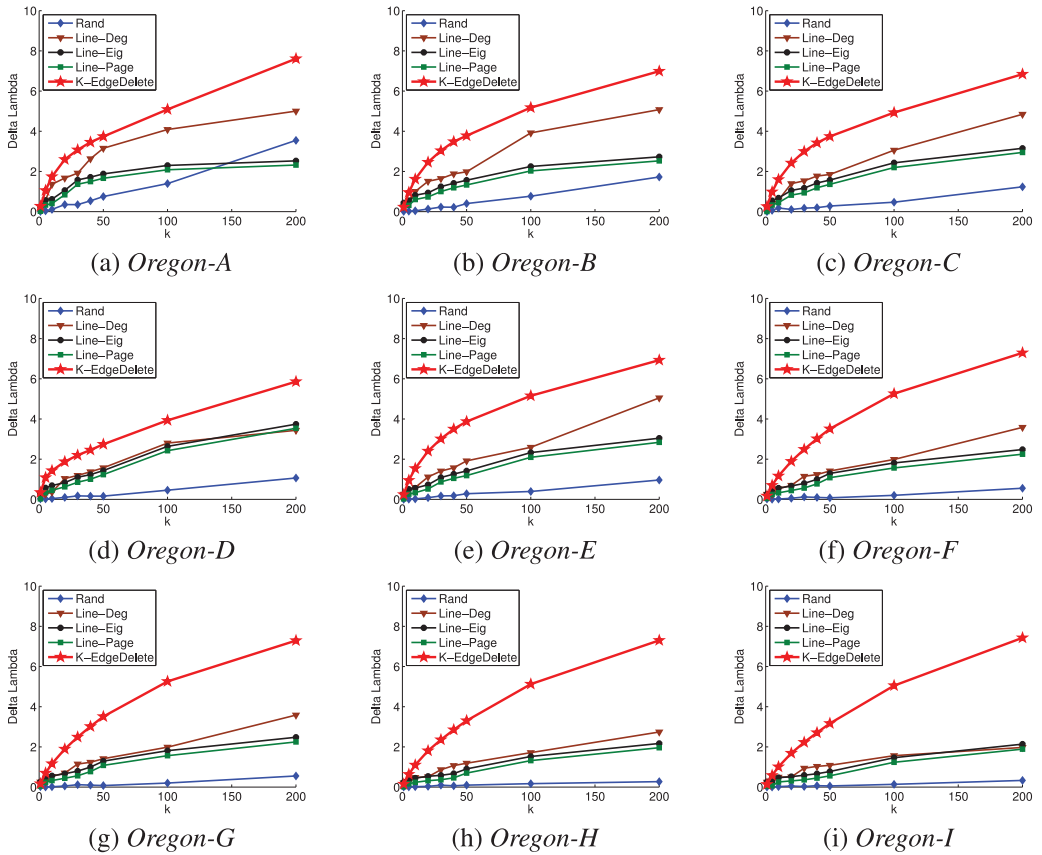 10
8
6
4
2
0
Delta Lambda
Rand
Line-Deg
Line-Eig
Line-Page
K-EdgeDelete
0 50 100 150 200
k
(a) Oregon-A
10
8
6
4
2
0
Delta Lambda
Rand
Line-Deg
Line-Eig
Line-Page
K-EdgeDelete
0 50 100 150 200
k
(b) Oregon-B
10
8
6
4
2
0
Delta Lambda
Rand
Line-Deg
Line-Eig
Line-Page
K-EdgeDelete
0 50 100 150 200
k
(c) Oregon-C
10
8
6
4
2
0
Delta Lambda
Rand
Line-Deg
Line-Eig
Line-Page
K-EdgeDelete
0 50 100 150 200
k
(d) Oregon-D
10
8
6
4
2
0
Delta Lambda
Rand
Line-Deg
Line-Eig
Line-Page
K-EdgeDelete
0 50 100 150 200
k
(e) Oregon-E
10
8
6
4
2
0
Delta Lambda
Rand
Line-Deg
Line-Eig
Line-Page
K-EdgeDelete
0 50 100 150 200
k
(f) Oregon-F
10
8
6
4
2
0
Delta Lambda
Rand
Line-Deg
Line-Eig
Line-Page
K-EdgeDelete
0 50 100 150 200
k
(g) Oregon-G
10
8
6
4
2
0
Delta Lambda
Rand
Line-Deg
Line-Eig
Line-Page
K-EdgeDelete
0 50 100 150 200
k
(h) Oregon-H
10
8
6
4
2
0
Delta Lambda
Rand
Line-Deg
Line-Eig
Line-Page
K-EdgeDelete
0 50 100 150 200
k
(i) Oregon-I